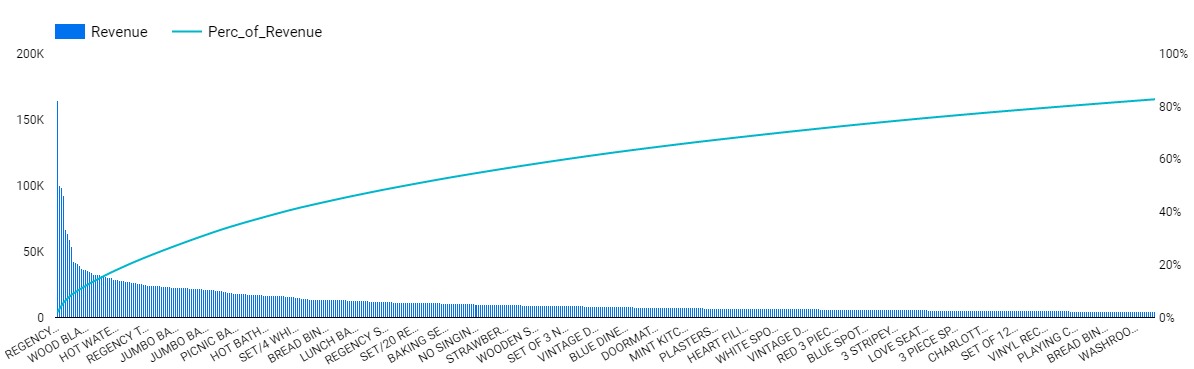 Revenue Perc_of_Revenue
200K 100%
150K 80%
100K 60%
50K 40%
0 20%
0%
REGENCY...
WOOD BLA...
HOT WATE...
REGENCY T...
JUMBO BA...
JUMBO BA...
PICNIC BA...
HOT BATH...
SET/4 WHI...
BREAD BIN...
LUNCH BA...
REGENCY S...
SET/20 RE...
BAKING SE...
NO SINGIN...
STRAWBER...
WOODEN S...
SET OF 3 N...
VINTAGE D...
BLUE DINE...
DOORMAT...
MINT KITC...
PLASTERS...
HEART FILL...
WHITE SPO...
VINTAGE D...
RED 3 PIEC...
BLUE SPOT...
3 STRIPEY...
LOVE SEAT...
3 PIECE SP...
CHARLOTT...
SET OF 12...
VINYL REC...
PLAYING C...
BREAD BIN...
WASHROO...